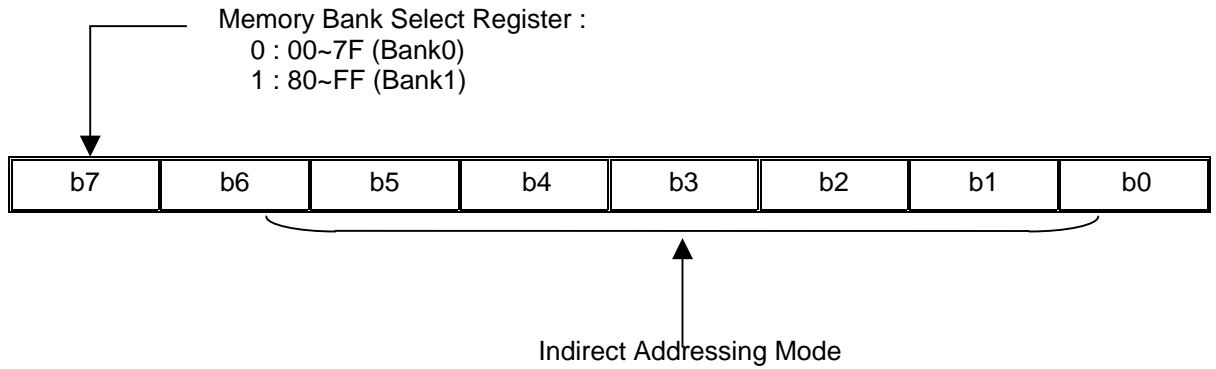 Memory Bank Select Register :
0 : 00~7F (Bank0)
1 : 80~FF (Bank1)
b7 b6 b5 b4 b3 b2 b1 b0
Indirect Addressing Mode